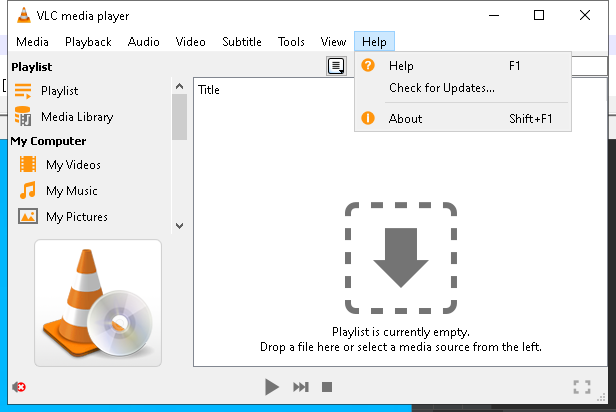 VLC media player
Media Playback Audio Video Subtitle Tools View Help
Playlist
Playlist
Media Library
My Computer
My Videos
My Music
My Pictures
Title
Help F1
Check for Updates...
About Shift+F1
Playlist is currently empty.
Drop a file here or select a media source from the left.